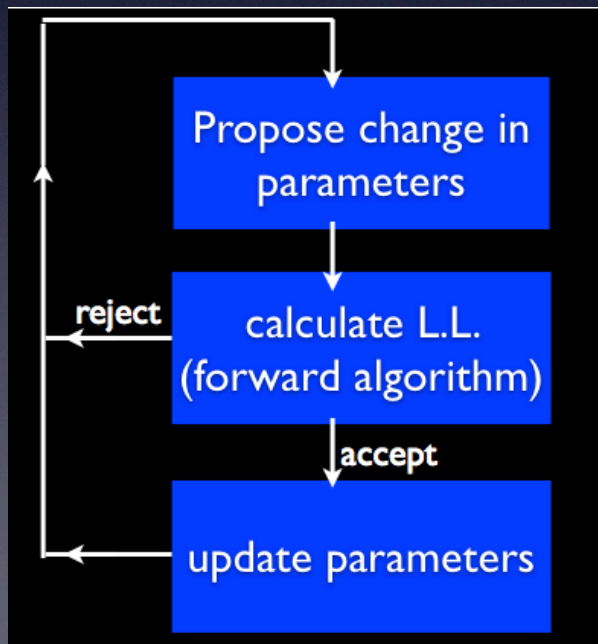 Propose change in
parameters
reject
calculate L.L.
(forward algorithm)
accept
update parameters